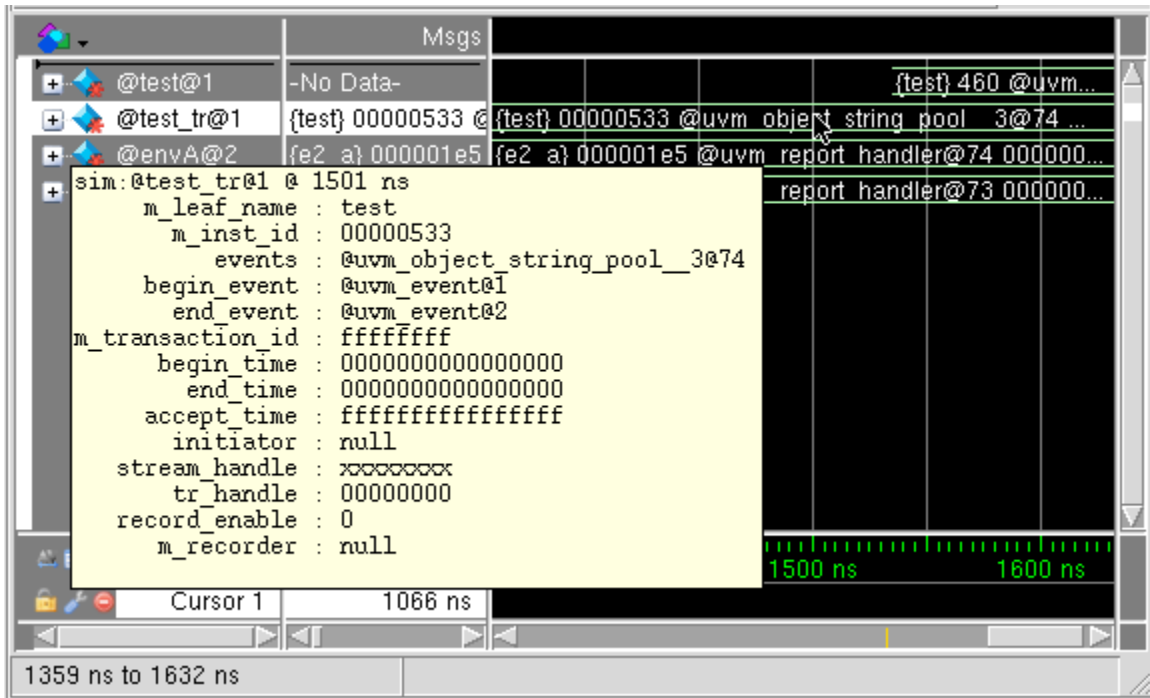 Msgs
@test@1 -No Data- {test} 460 @uvm...
@test_tr@1 {test} 00000533 @ {test} 00000533 @uvm_object_string_pool__3@74 ...
@envA@2 {e2_a} 000001e5 {e2_a} 000001e5 @uvm_report_handler@74 000000...
_report_handler@73 000000...
sim:@test_tr@1 @ 1501 ns
m_leaf_name : test
m_inst_id : 00000533
events : @uvm_object_string_pool__3@74
begin_event : @uvm_event@1
end_event : @uvm_event@2
m_transaction_id : ffffffff
begin_time : 0000000000000000
end_time : 0000000000000000
accept_time : ffffffffffffffff
initiator : null
stream_handle : xxxxxxxx
tr_handle : 00000000
record_enable : 0
m_recorder : null
1500 ns 1600 ns
Cursor 1 1066 ns
1359 ns to 1632 ns